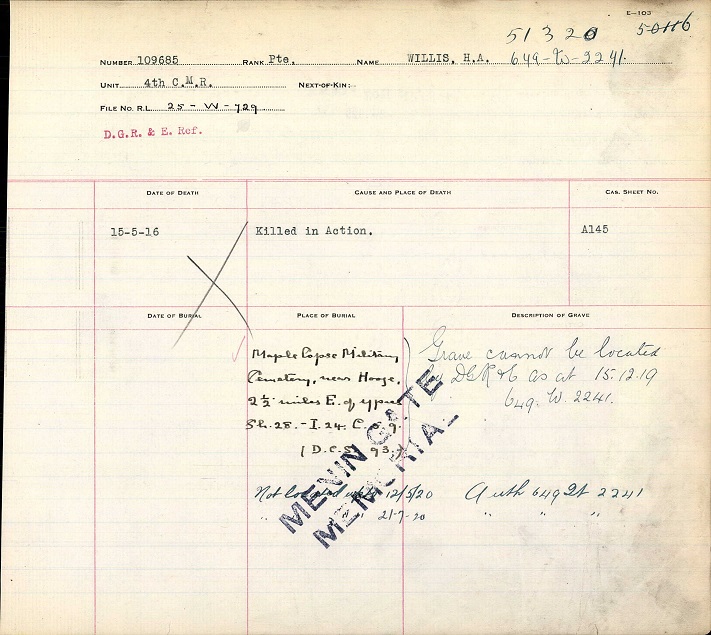 E-103
51320 50116
NUMBER 109685 RANK Pte. NAME WILLIS, H.A. 649-W-2241.
UNIT 4th C.M.R. NEXT-OF-KIN:-
FILE NO. R.L. 25 - W - 729
D.G.R. & E. Ref.
DATE OF DEATH CAUSE AND PLACE OF DEATH CAS. SHEET NO.
15-5-16 Killed in Action. A145
DATE OF BURIAL PLACE OF BURIAL DESCRIPTION OF GRAVE
Maple Copse Military
Cemetery, near Hooge,
2½ miles E. of Ypres
Sh. 28. - I. 24. C. 5. 9.
(D.C.S. 93.)
Grave cannot be located
by DGR&E as at 15.12.19
649. W. 2241.
MENIN GATE
MEMORIAL
Not located 12/5/20 Auth 649 2241
" " 21-7-20 " " "